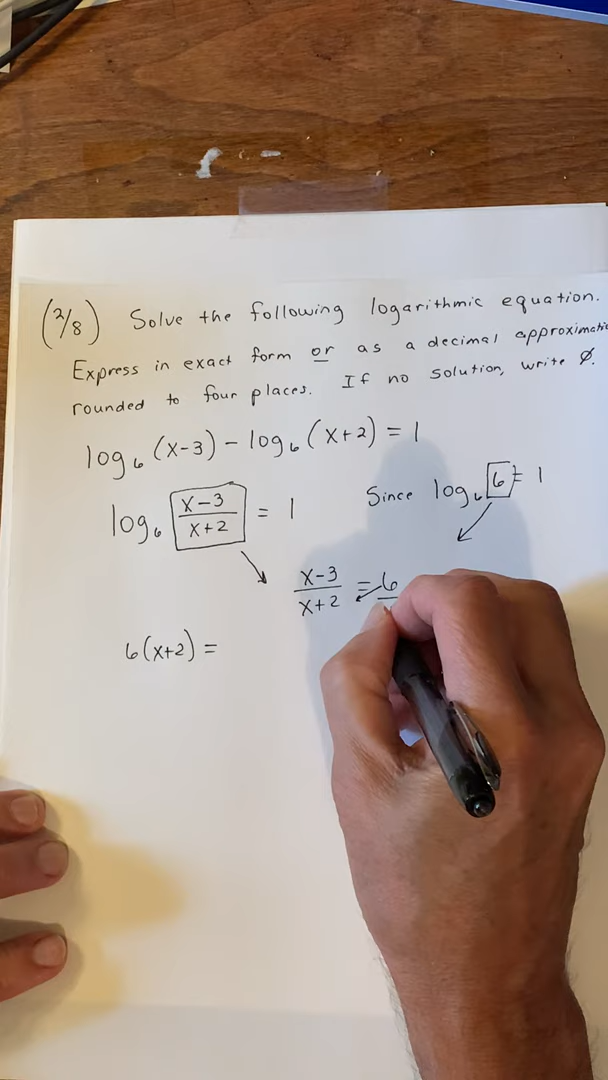 (2/8) Solve the following logarithmic equation.
Express in exact form or as a decimal approximatio
rounded to four places. If no solution, write Ø.
log₆(x-3) - log₆(x+2) = 1
log₆ (x-3)/(x+2) = 1 Since log₆ 6 = 1
(x-3)/(x+2) = 6
6(x+2) =